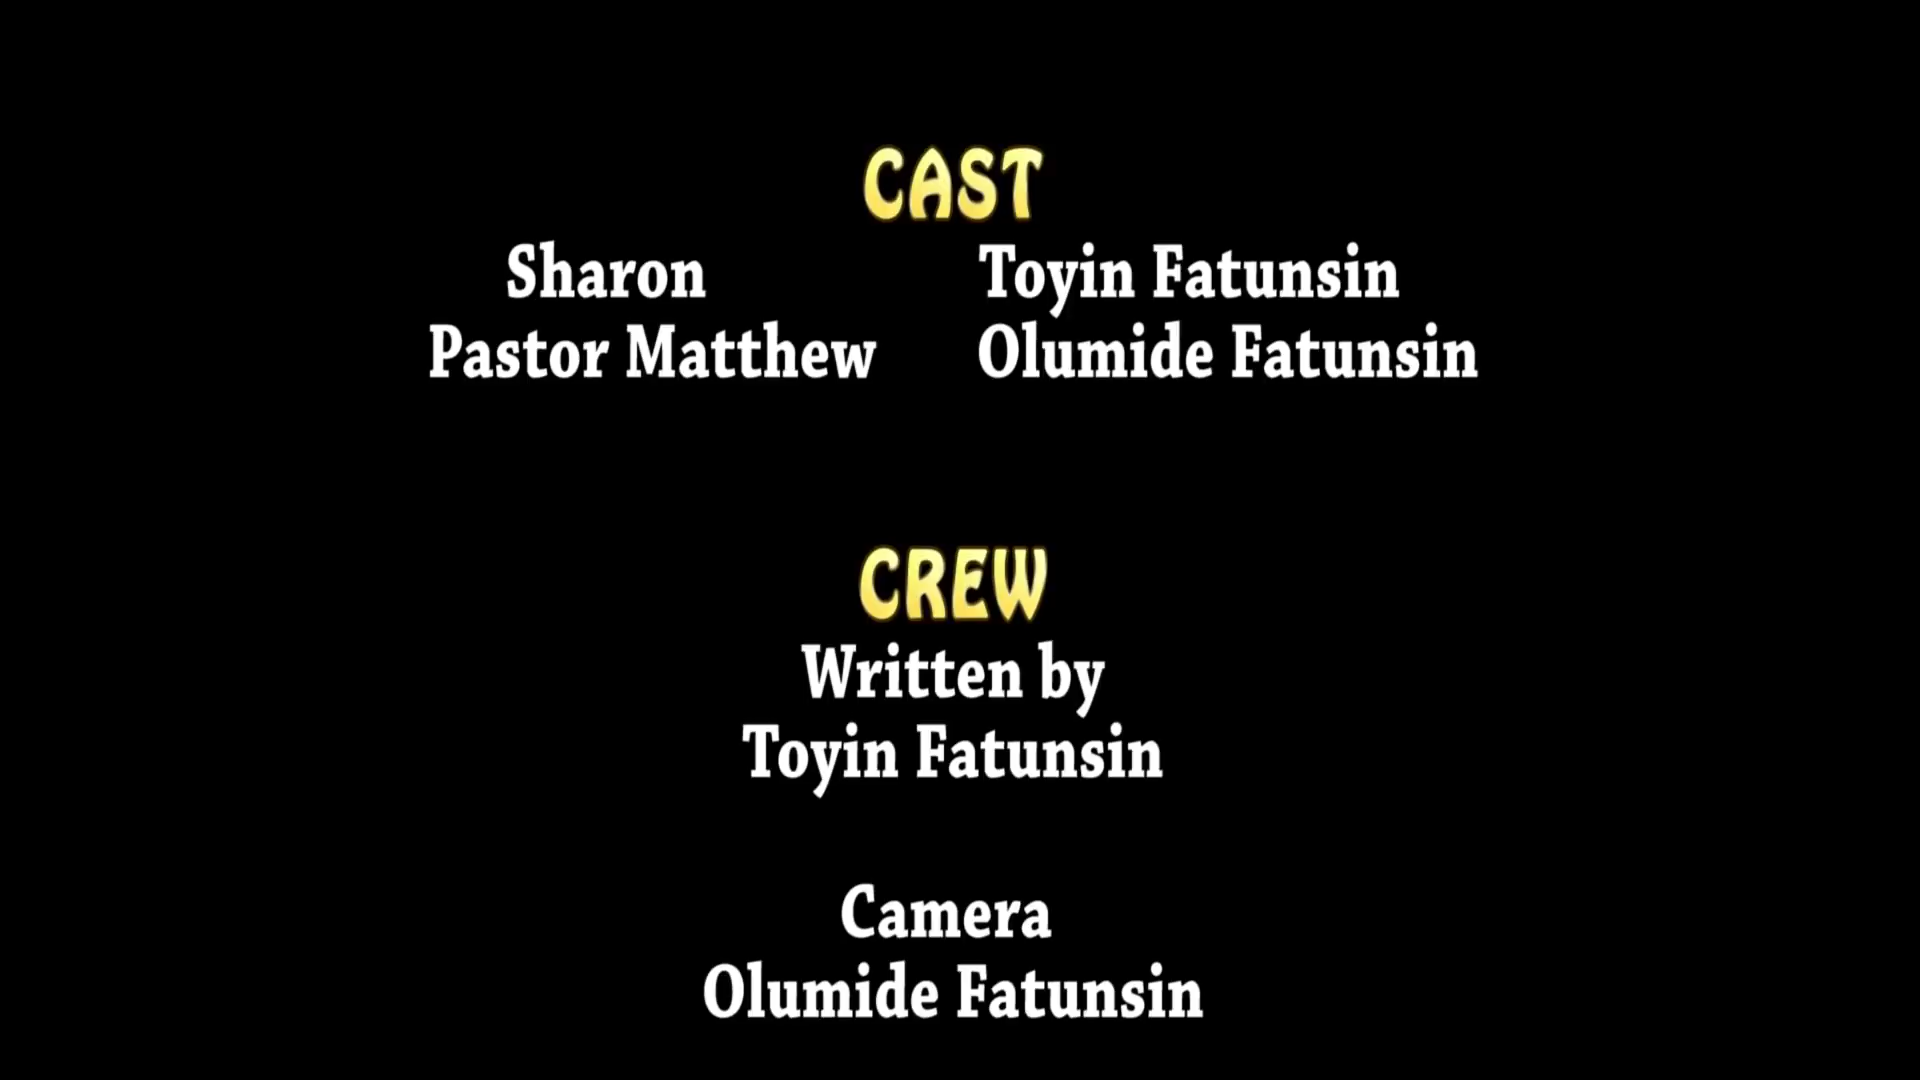 CAST
Sharon Toyin Fatunsin
Pastor Matthew Olumide Fatunsin
CREW
Written by
Toyin Fatunsin
Camera
Olumide Fatunsin